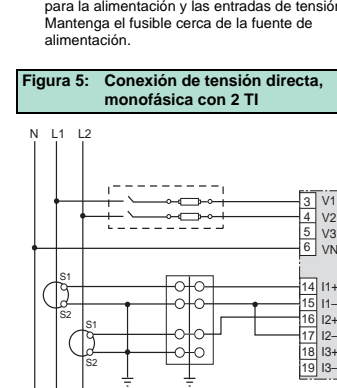 para la alimentación y las entradas de tensión
Mantenga el fusible cerca de la fuente de
alimentación.
Figura 5: Conexión de tensión directa,
monofásica con 2 TI
N L1 L2
3 V1
4 V2
5 V3
6 VN
S1
S2
S1
S2
14 I1+
15 I1–
16 I2+
17 I2–
18 I3+
19 I3–